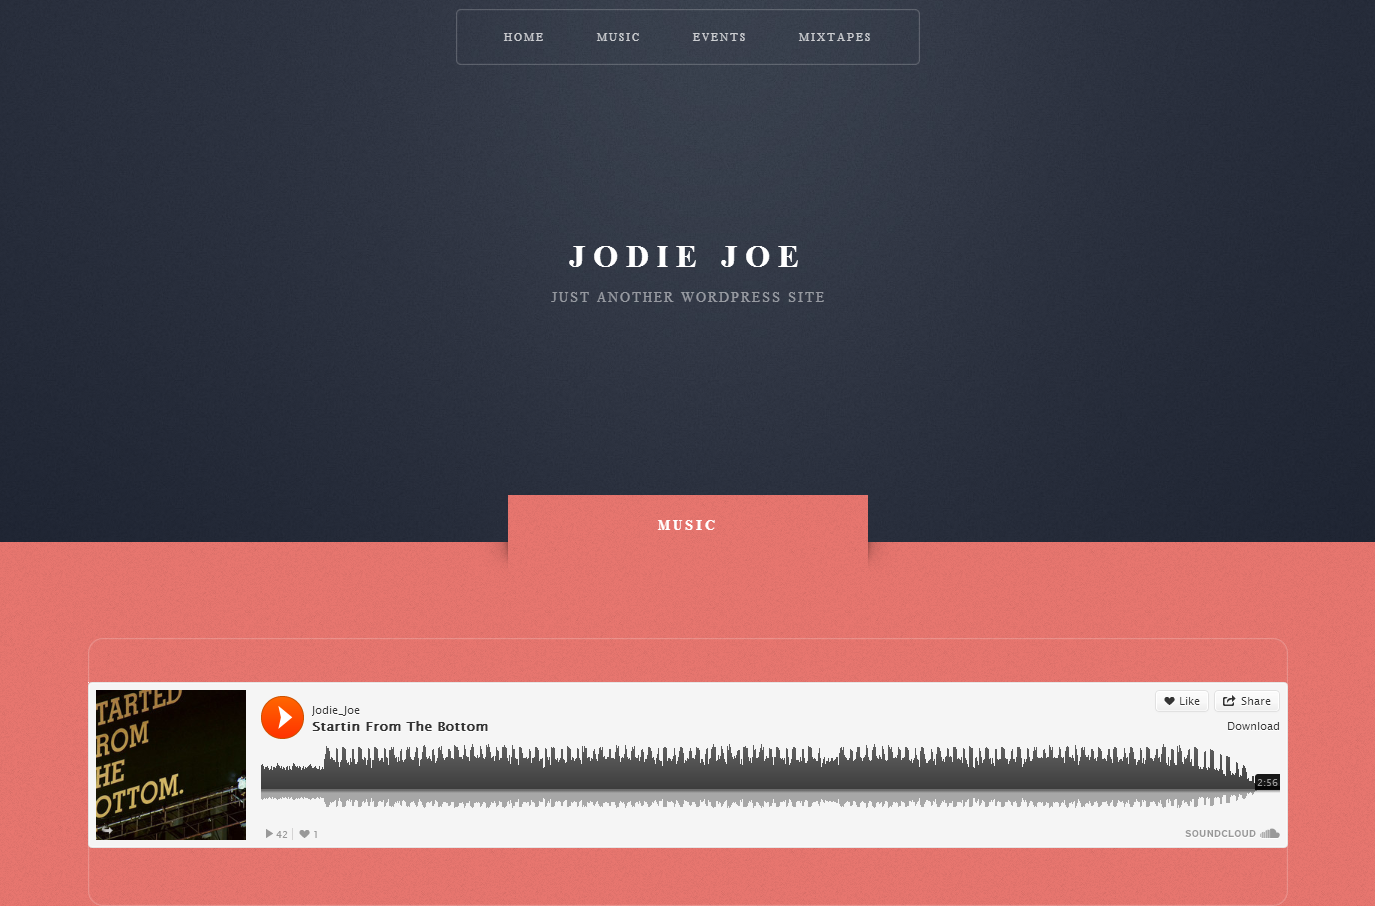 HOME MUSIC EVENTS MIXTAPES
JODIE JOE
JUST ANOTHER WORDPRESS SITE
MUSIC
TARTED
ROM
HE
OTTOM.
Jodie_Joe
Startin From The Bottom
Like Share
Download
2:56
42 1
SOUNDCLOUD